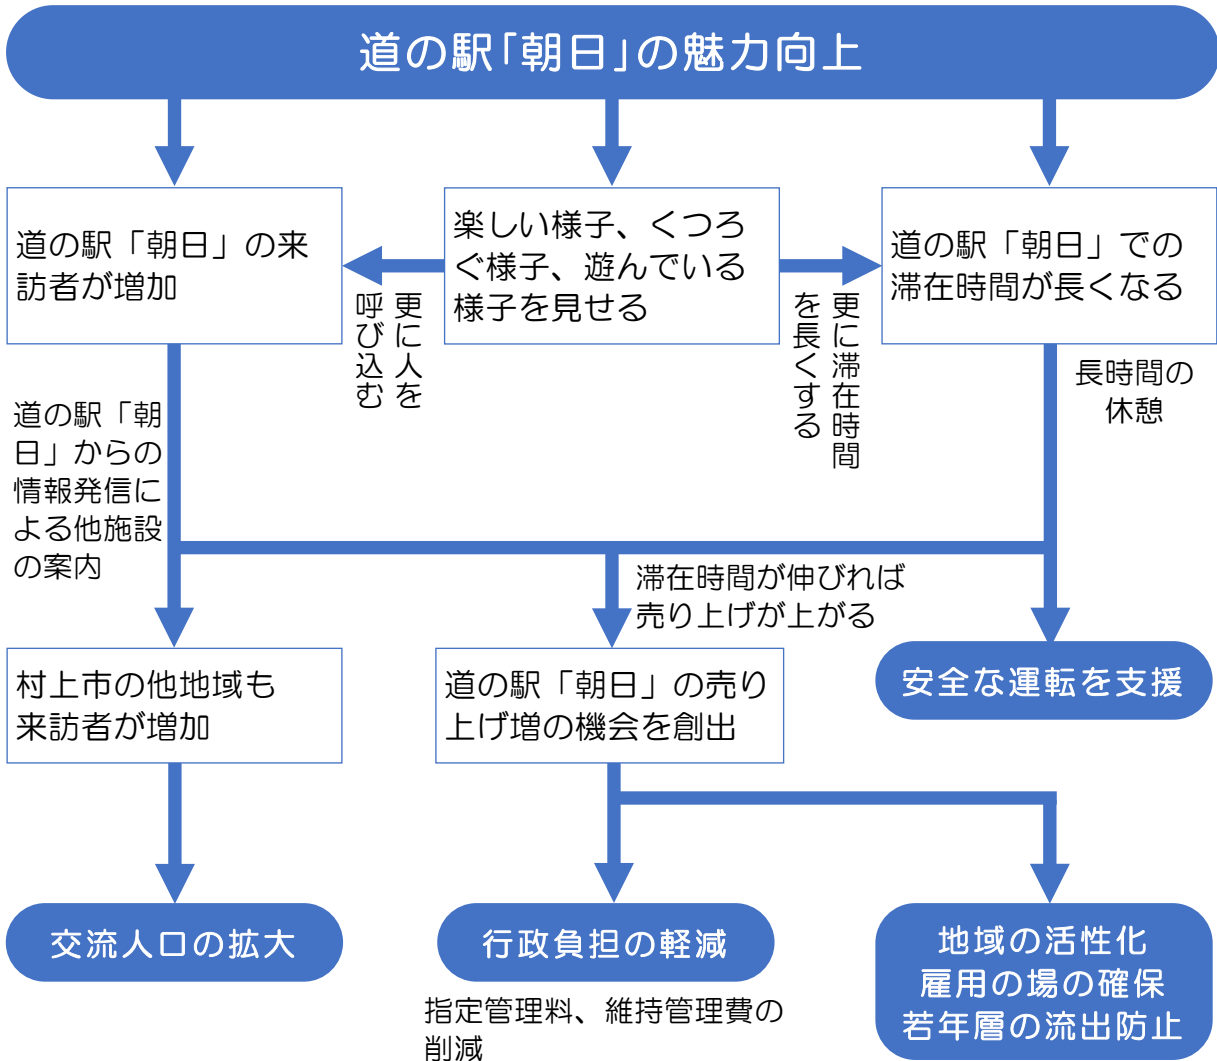 道の駅「朝日」の魅力向上
道の駅「朝日」の来
訪者が増加
楽しい様子、くつろ
ぐ様子、遊んでいる
様子を見せる
道の駅「朝日」での
滞在時間が長くなる
更に人を
呼び込む
更に滞在時間
を長くする
長時間の
休憩
道の駅「朝
日」からの
情報発信に
よる他施設
の案内
滞在時間が伸びれば
売り上げが上がる
村上市の他地域も
来訪者が増加
道の駅「朝日」の売り
上げ増の機会を創出
安全な運転を支援
交流人口の拡大
行政負担の軽減
指定管理料、維持管理費の
削減
地域の活性化
雇用の場の確保
若年層の流出防止